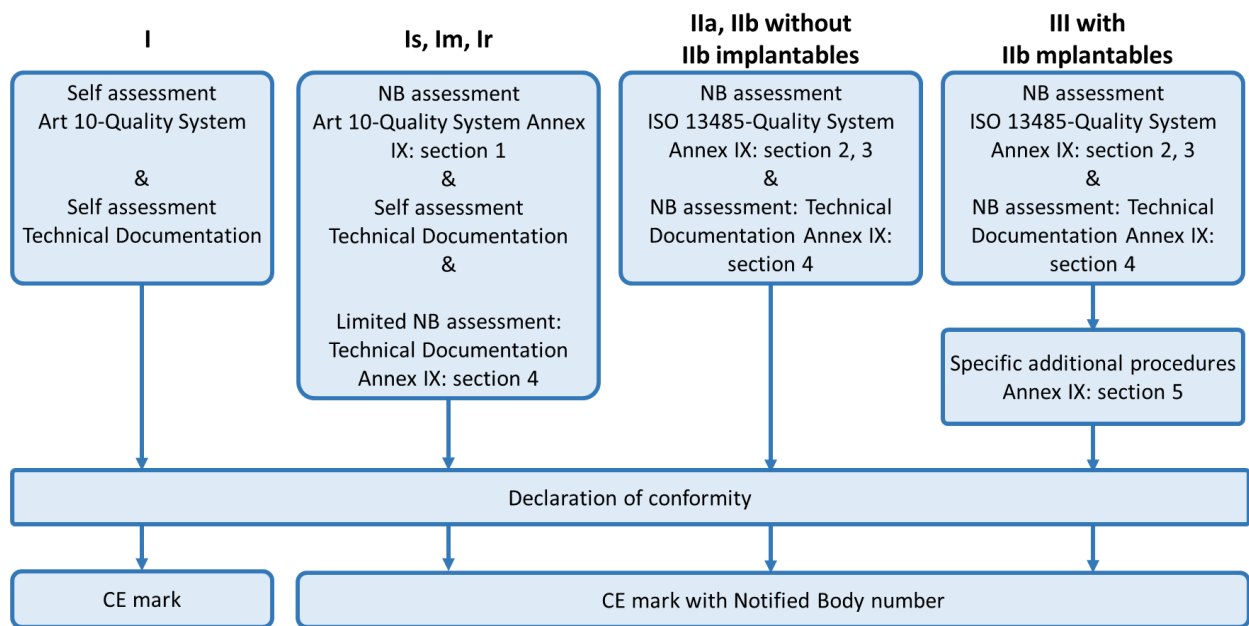 I
Self assessment
Art 10-Quality System
&
Self assessment
Technical Documentation
Is, Im, Ir
NB assessment
Art 10-Quality System Annex
IX: section 1
&
Self assessment
Technical Documentation
&
Limited NB assessment:
Technical Documentation
Annex IX: section 4
IIa, IIb without
IIb implantables
NB assessment
ISO 13485-Quality System
Annex IX: section 2, 3
&
NB assessment: Technical
Documentation Annex IX:
section 4
III with
IIb mplantables
NB assessment
ISO 13485-Quality System
Annex IX: section 2, 3
&
NB assessment: Technical
Documentation Annex IX:
section 4
Specific additional procedures
Annex IX: section 5
Declaration of conformity
CE mark
CE mark with Notified Body number